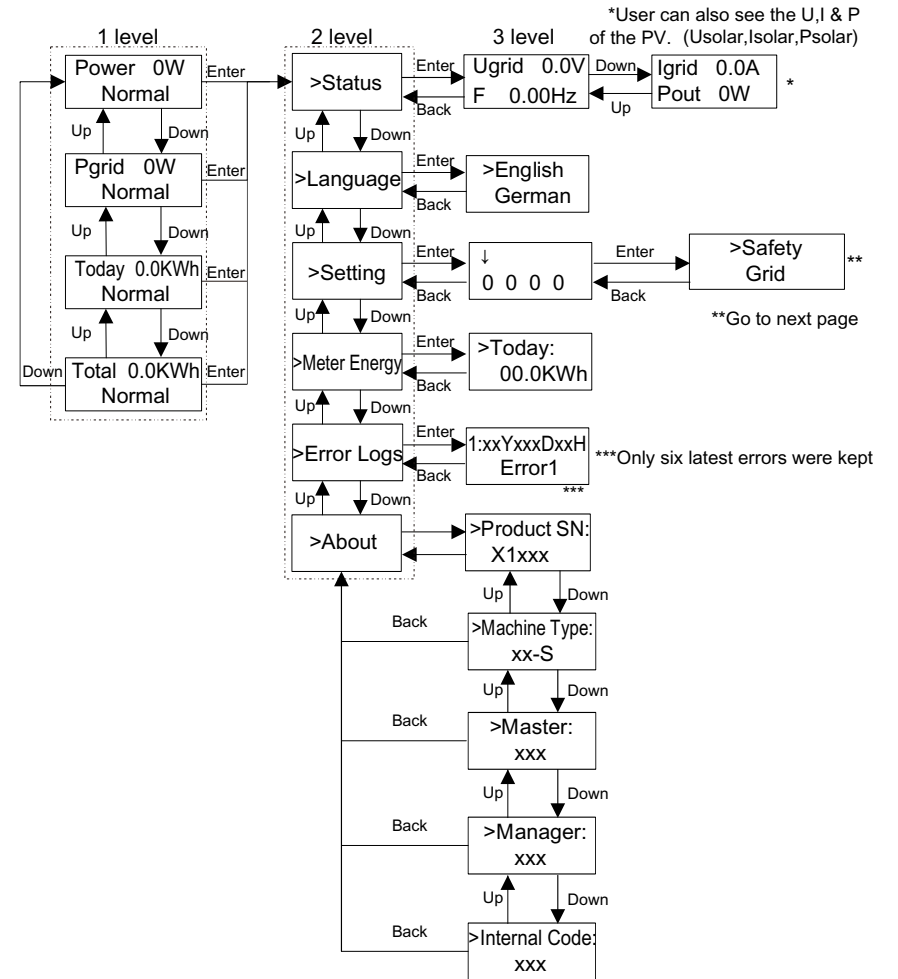 *User can also see the U,I & P
of the PV. (Usolar,Isolar,Psolar)
1 level
2 level
3 level
Power 0W
Normal
Enter
>Status
Enter
Back
Ugrid 0.0V
F 0.00Hz
Down
Up
Igrid 0.0A
Pout 0W
*
Up
Down
Up
Down
Pgrid 0W
Normal
Enter
>Language
Enter
Back
>English
German
Up
Down
Up
Down
Today 0.0KWh
Normal
Enter
>Setting
Enter
Back
↓
0 0 0 0
Enter
Back
>Safety
Grid
**
**Go to next page
Up
Down
Up
Down
Down
Total 0.0KWh
Normal
Enter
>Meter Energy
Enter
Back
>Today:
00.0KWh
Up
Down
>Error Logs
Enter
Back
1:xxYxxxDxxH
Error1
***Only six latest errors were kept
***
Up
Down
>About
>Product SN:
X1xxx
Up
Down
Back
>Machine Type:
xx-S
Up
Down
Back
>Master:
xxx
Up
Down
Back
>Manager:
xxx
Up
Down
Back
>Internal Code:
xxx